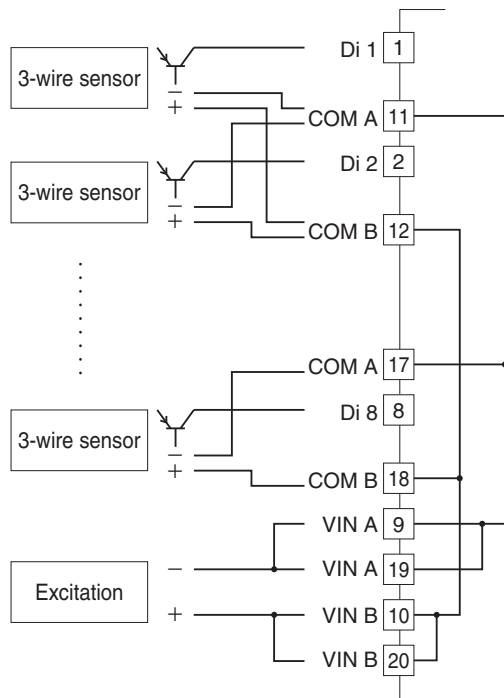 Di 1 1
3-wire sensor
−
+
COM A 11
Di 2 2
3-wire sensor
−
+
COM B 12
COM A 17
Di 8 8
3-wire sensor
−
+
COM B 18
VIN A 9
− VIN A 19
Excitation
+ VIN B 10
VIN B 20